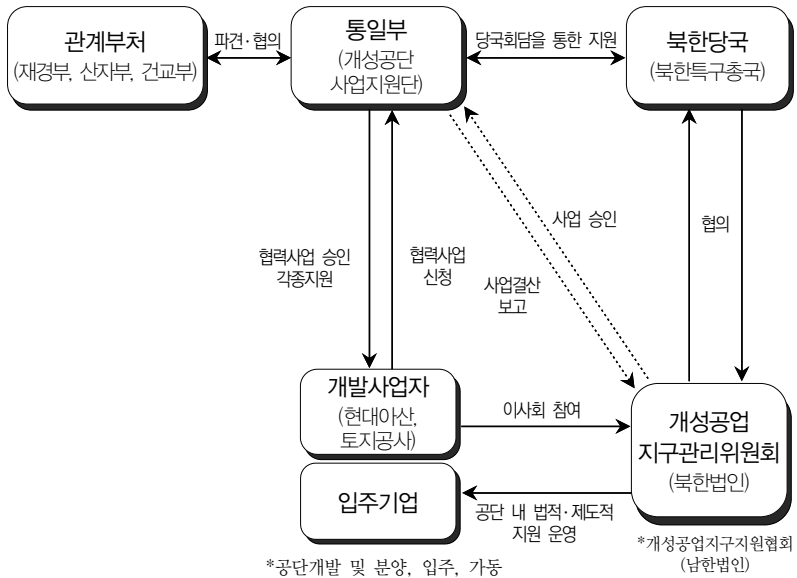 관계부처
(재경부, 산자부, 건교부)
파견·협의
통일부
(개성공단
사업지원단)
당국회담을 통한 지원
북한당국
(북한특구총국)
협력사업 승인
각종지원
협력사업
신청
사업 승인
사업결산
보고
협의
개발사업자
(현대아산,
토지공사)
이사회 참여
개성공업
지구관리위원회
(북한법인)
입주기업
공단 내 법적·제도적
지원 운영
*개성공업지구지원협회
(남한법인)
*공단개발 및 분양, 입주, 가동